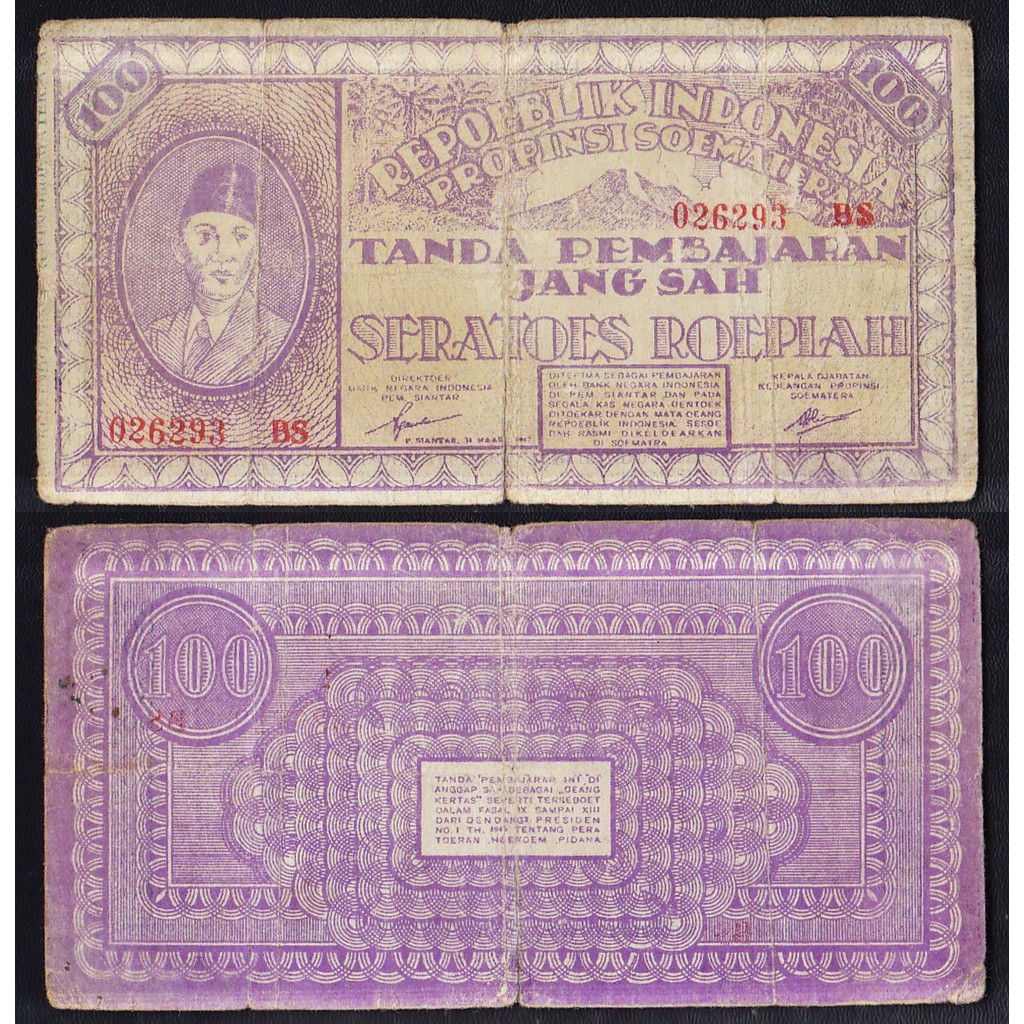 100
100
REPOEBLIK INDONESIA
PROPINSI SOEMATERA
026293 BS
TANDA PEMBAJARAN
JANG SAH
SERATOES ROEPIAH
DIREKTOER
BANK NEGARA INDONESIA
PEM. SIANTAR
DITERIMA SEBAGAI PEMBAJARAN
OLEH BANK NEGARA INDONESIA
DI PEM. SIANTAR DAN PADA
SEGALA KAS NEGARA OENTOEK
DITOEKAR DENGAN MATA OEANG
REPOEBLIK INDONESIA SESOE
DAH RASMI DIKELOEARKAN
DI SOEMATRA
KEPALA DJABATAN
KEOEANGAN PROPINSI
SOEMATERA
026293 BS
P. SIANTAR, 31 MAART 1947
100
100
BS
TANDA PEMBAJARAN INI DI
ANGGAP SAH SEBAGAI „OEANG
KERTAS" SEPERTI TERSEBOET
DALAM FASAL IX SAMPAI XIII
DARI OENDANG2 PRESIDEN
NO. 1 TH. TENTANG PERA
TOERAN HOEKOEM PIDANA
BS